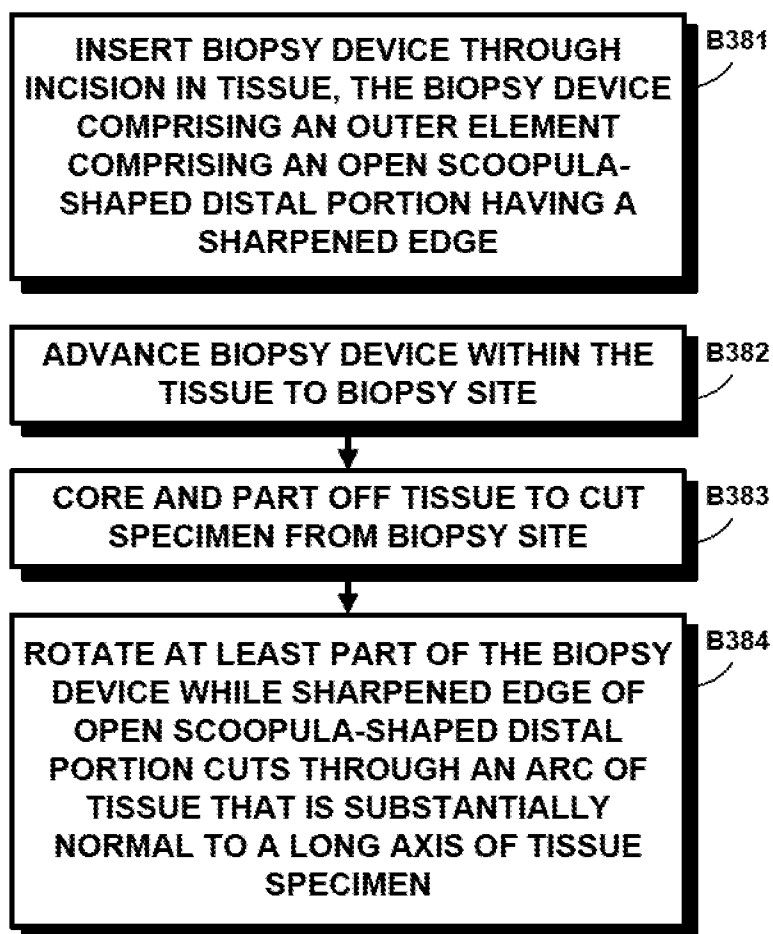 INSERT BIOPSY DEVICE THROUGH
INCISION IN TISSUE, THE BIOPSY DEVICE
COMPRISING AN OUTER ELEMENT
COMPRISING AN OPEN SCOOPULA-
SHAPED DISTAL PORTION HAVING A
SHARPENED EDGE
B381
ADVANCE BIOPSY DEVICE WITHIN THE
TISSUE TO BIOPSY SITE
B382
CORE AND PART OFF TISSUE TO CUT
SPECIMEN FROM BIOPSY SITE
B383
ROTATE AT LEAST PART OF THE BIOPSY
DEVICE WHILE SHARPENED EDGE OF
OPEN SCOOPULA-SHAPED DISTAL
PORTION CUTS THROUGH AN ARC OF
TISSUE THAT IS SUBSTANTIALLY
NORMAL TO A LONG AXIS OF TISSUE
SPECIMEN
B384